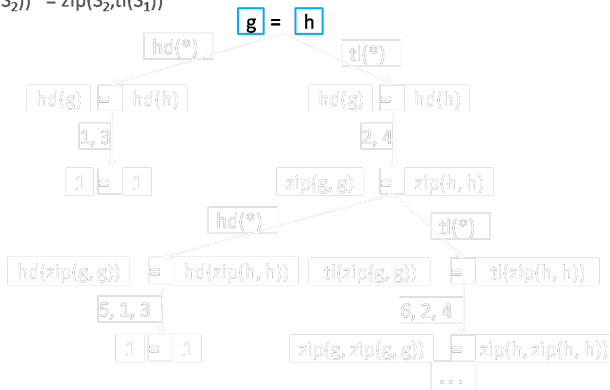 S₂)) = zip(S₂,tl(S₁))
g = h
hd(*) tl(*)
hd(g) = hd(h) hd(g) = hd(h)
1, 3 2, 4
1 = 1 zip(g, g) = zip(h, h)
hd(*) tl(*)
hd(zip(g, g)) = hd(zip(h, h)) tl(zip(g, g)) = tl(zip(h, h))
5, 1, 3 6, 2, 4
1 = 1 zip(g, zip(g, g)) = zip(h, zip(h, h))
...